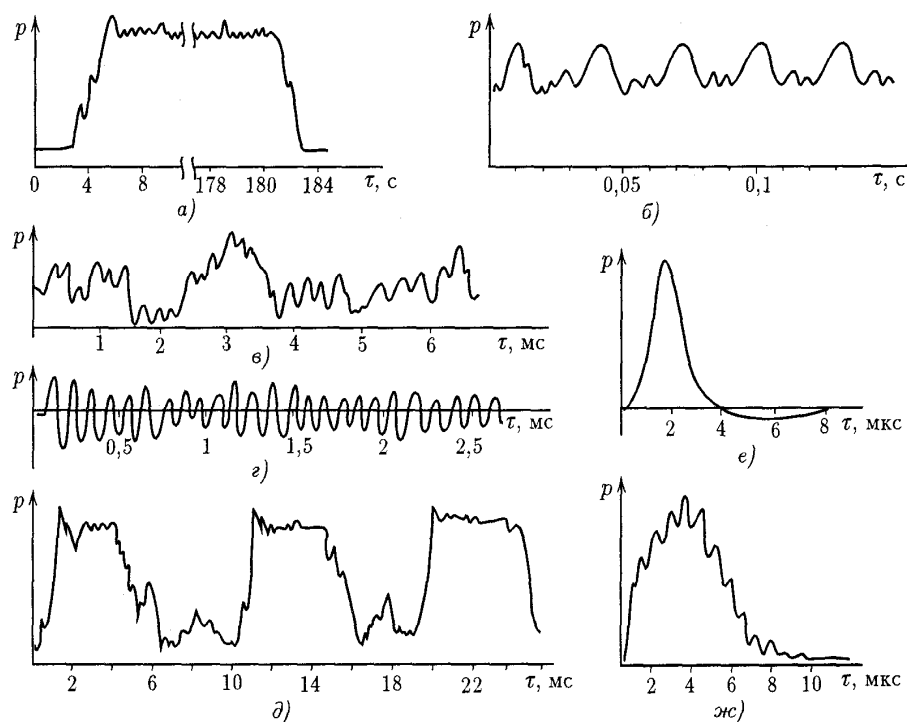 p
0 4 8 178 180 184 τ, с
а)
p
0,05 0,1 τ, с
б)
p
1 2 3 4 5 6 τ, мс
в)
p
0,5 1 1,5 2 2,5 τ, мс
г)
p
2 4 6 8 τ, мкс
е)
p
2 6 10 14 18 22 τ, мс
д)
p
2 4 6 8 10 τ, мкс
ж)